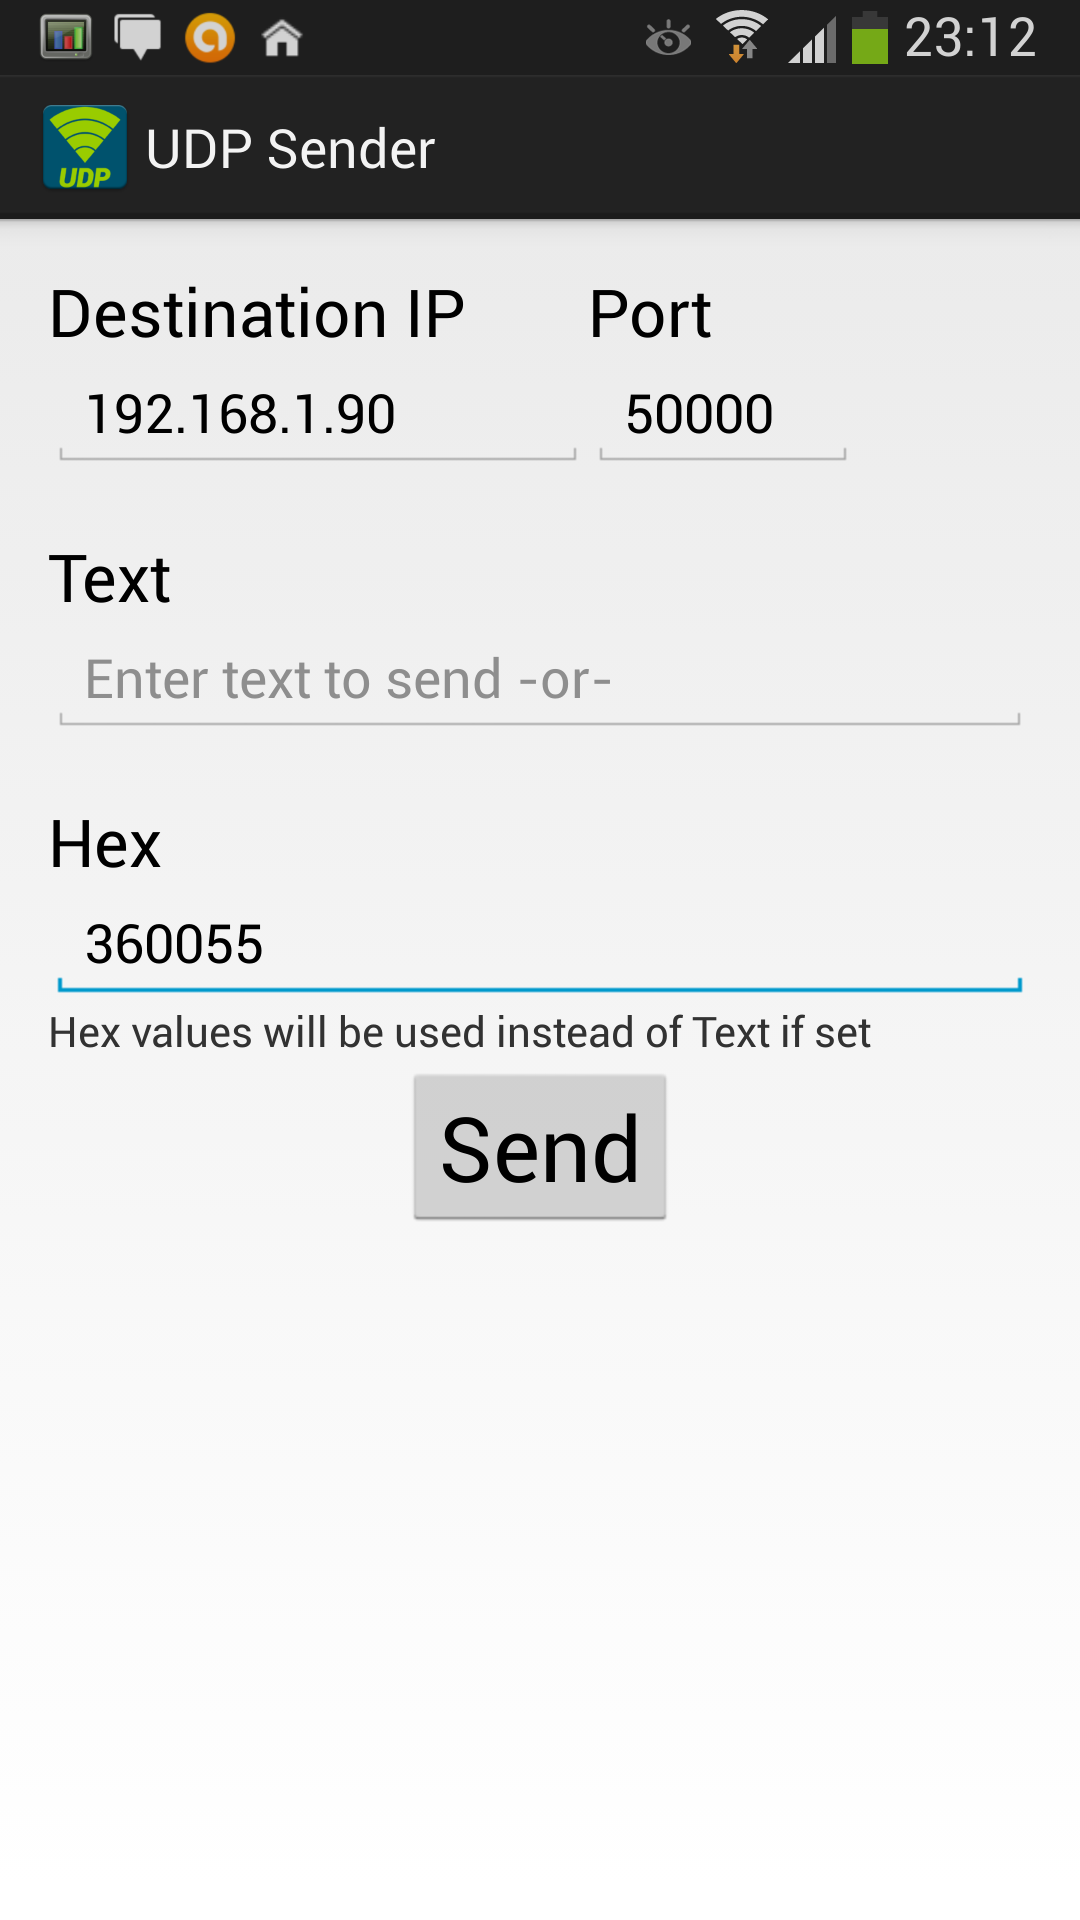 23:12
UDP UDP Sender
Destination IP Port
192.168.1.90 50000
Text
Enter text to send -or-
Hex
360055
Hex values will be used instead of Text if set
Send